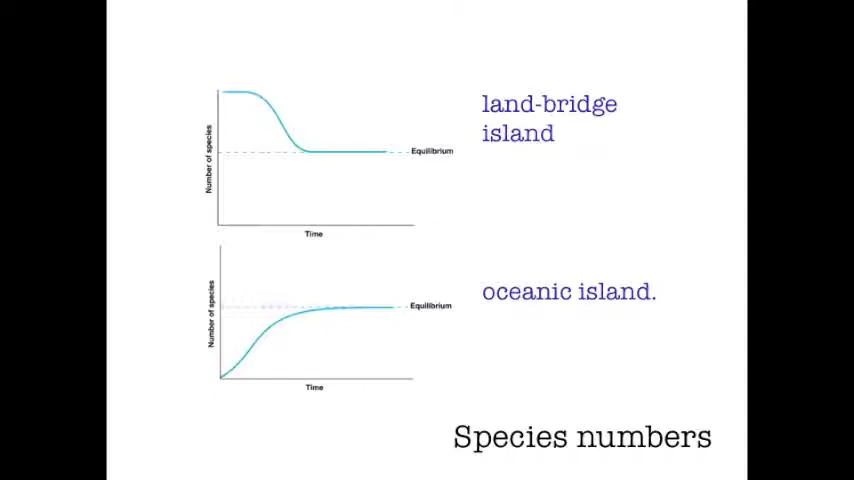 land-bridge
island
Number of species
Equilibrium
Time
oceanic island.
Number of species
Equilibrium
Time
Species numbers